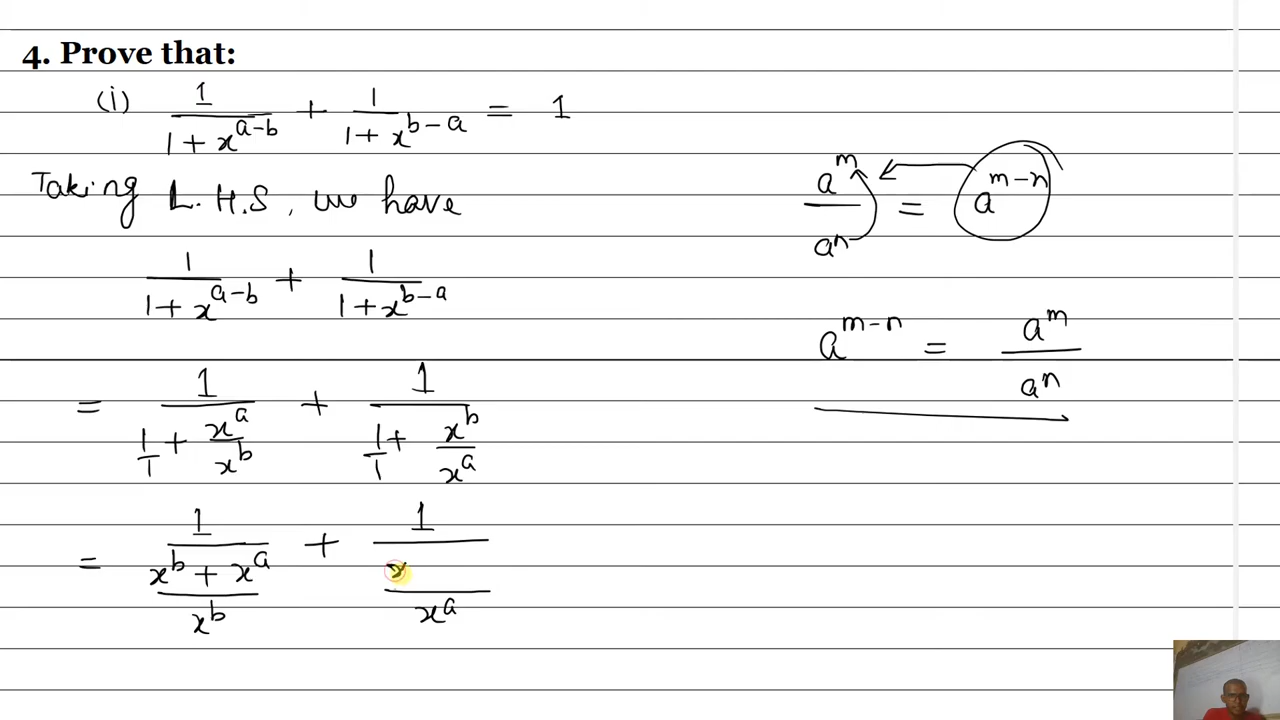 4. Prove that:
(i) 1/(1 + x^(a-b)) + 1/(1 + x^(b-a)) = 1
Taking L.H.S, we have
1/(1 + x^(a-b)) + 1/(1 + x^(b-a))
= 1/(1/1 + x^a/x^b) + 1/(1/1 + x^b/x^a)
= 1/((x^b + x^a)/x^b) + 1/(x/x^a)
a^m/a^n = a^(m-n)
a^(m-n) = a^m/a^n